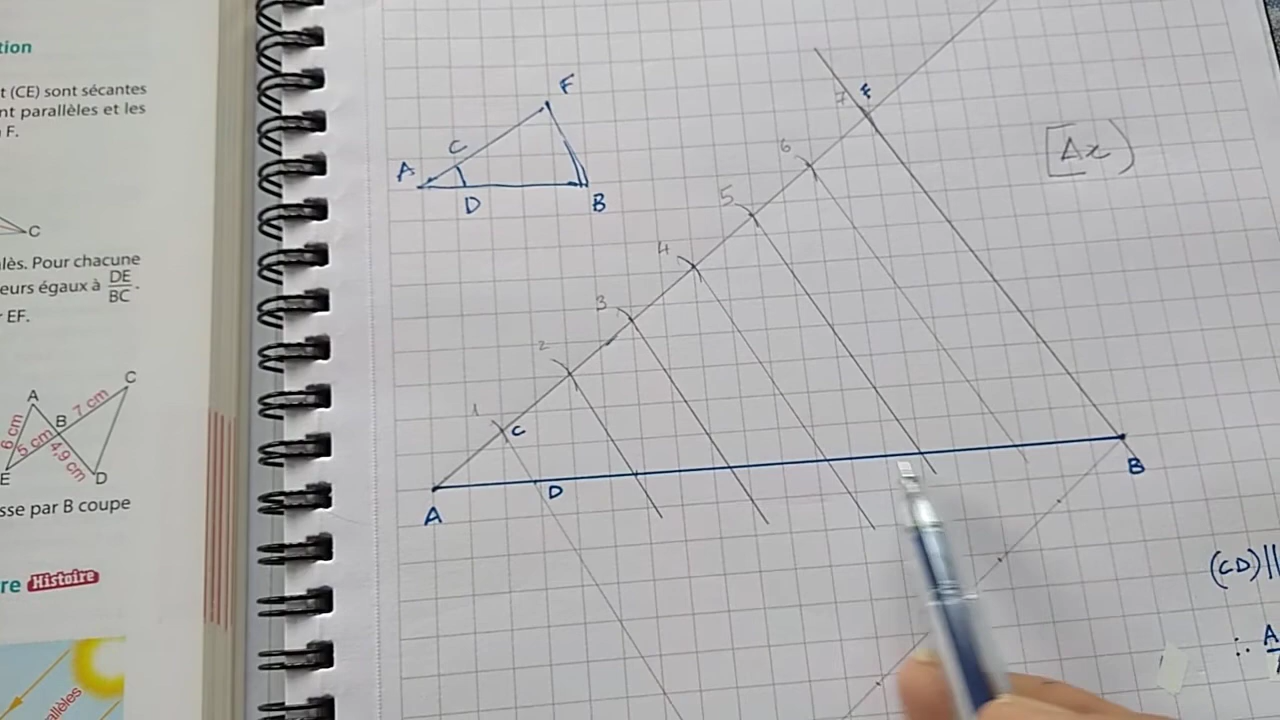 tion
t (CE) sont sécantes
nt parallèles et les
F.
C
lès. Pour chacune
eurs égaux à DE/BC.
EF.
A
B
C
E
D
6 cm
5 cm
7 cm
4,9 cm
sse par B coupe
re Histoire
allèles
F
C
A
D
B
[Ax)
7
6
5
4
3
2
1
C
A
D
B
(CD)||
∴ A